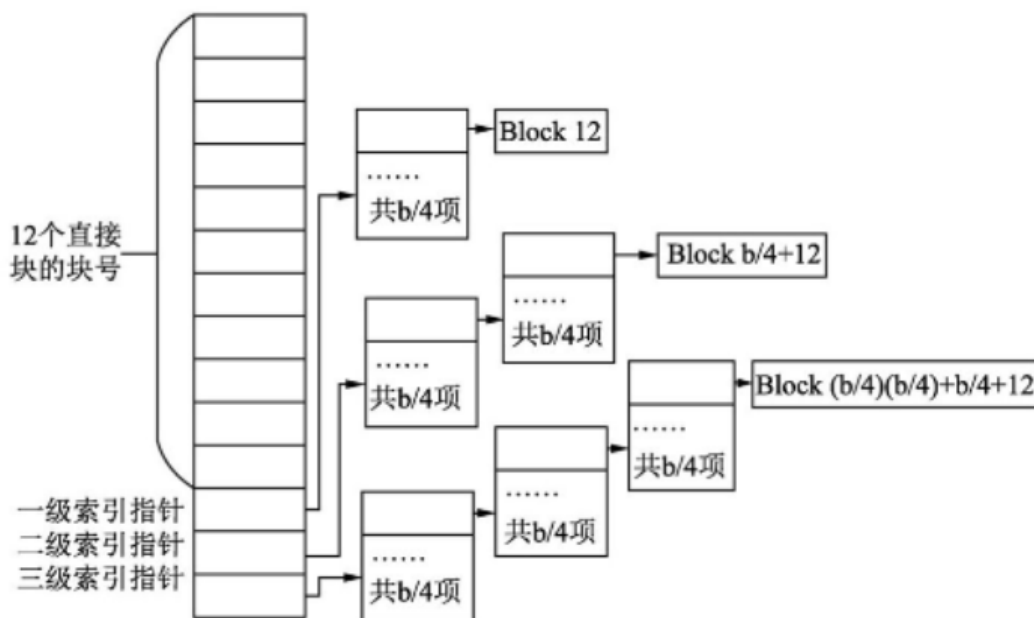 12个直接
块的块号
一级索引指针
二级索引指针
三级索引指针
......
共b/4项
Block 12
......
共b/4项
......
共b/4项
Block b/4+12
......
共b/4项
......
共b/4项
......
共b/4项
Block (b/4)(b/4)+b/4+12